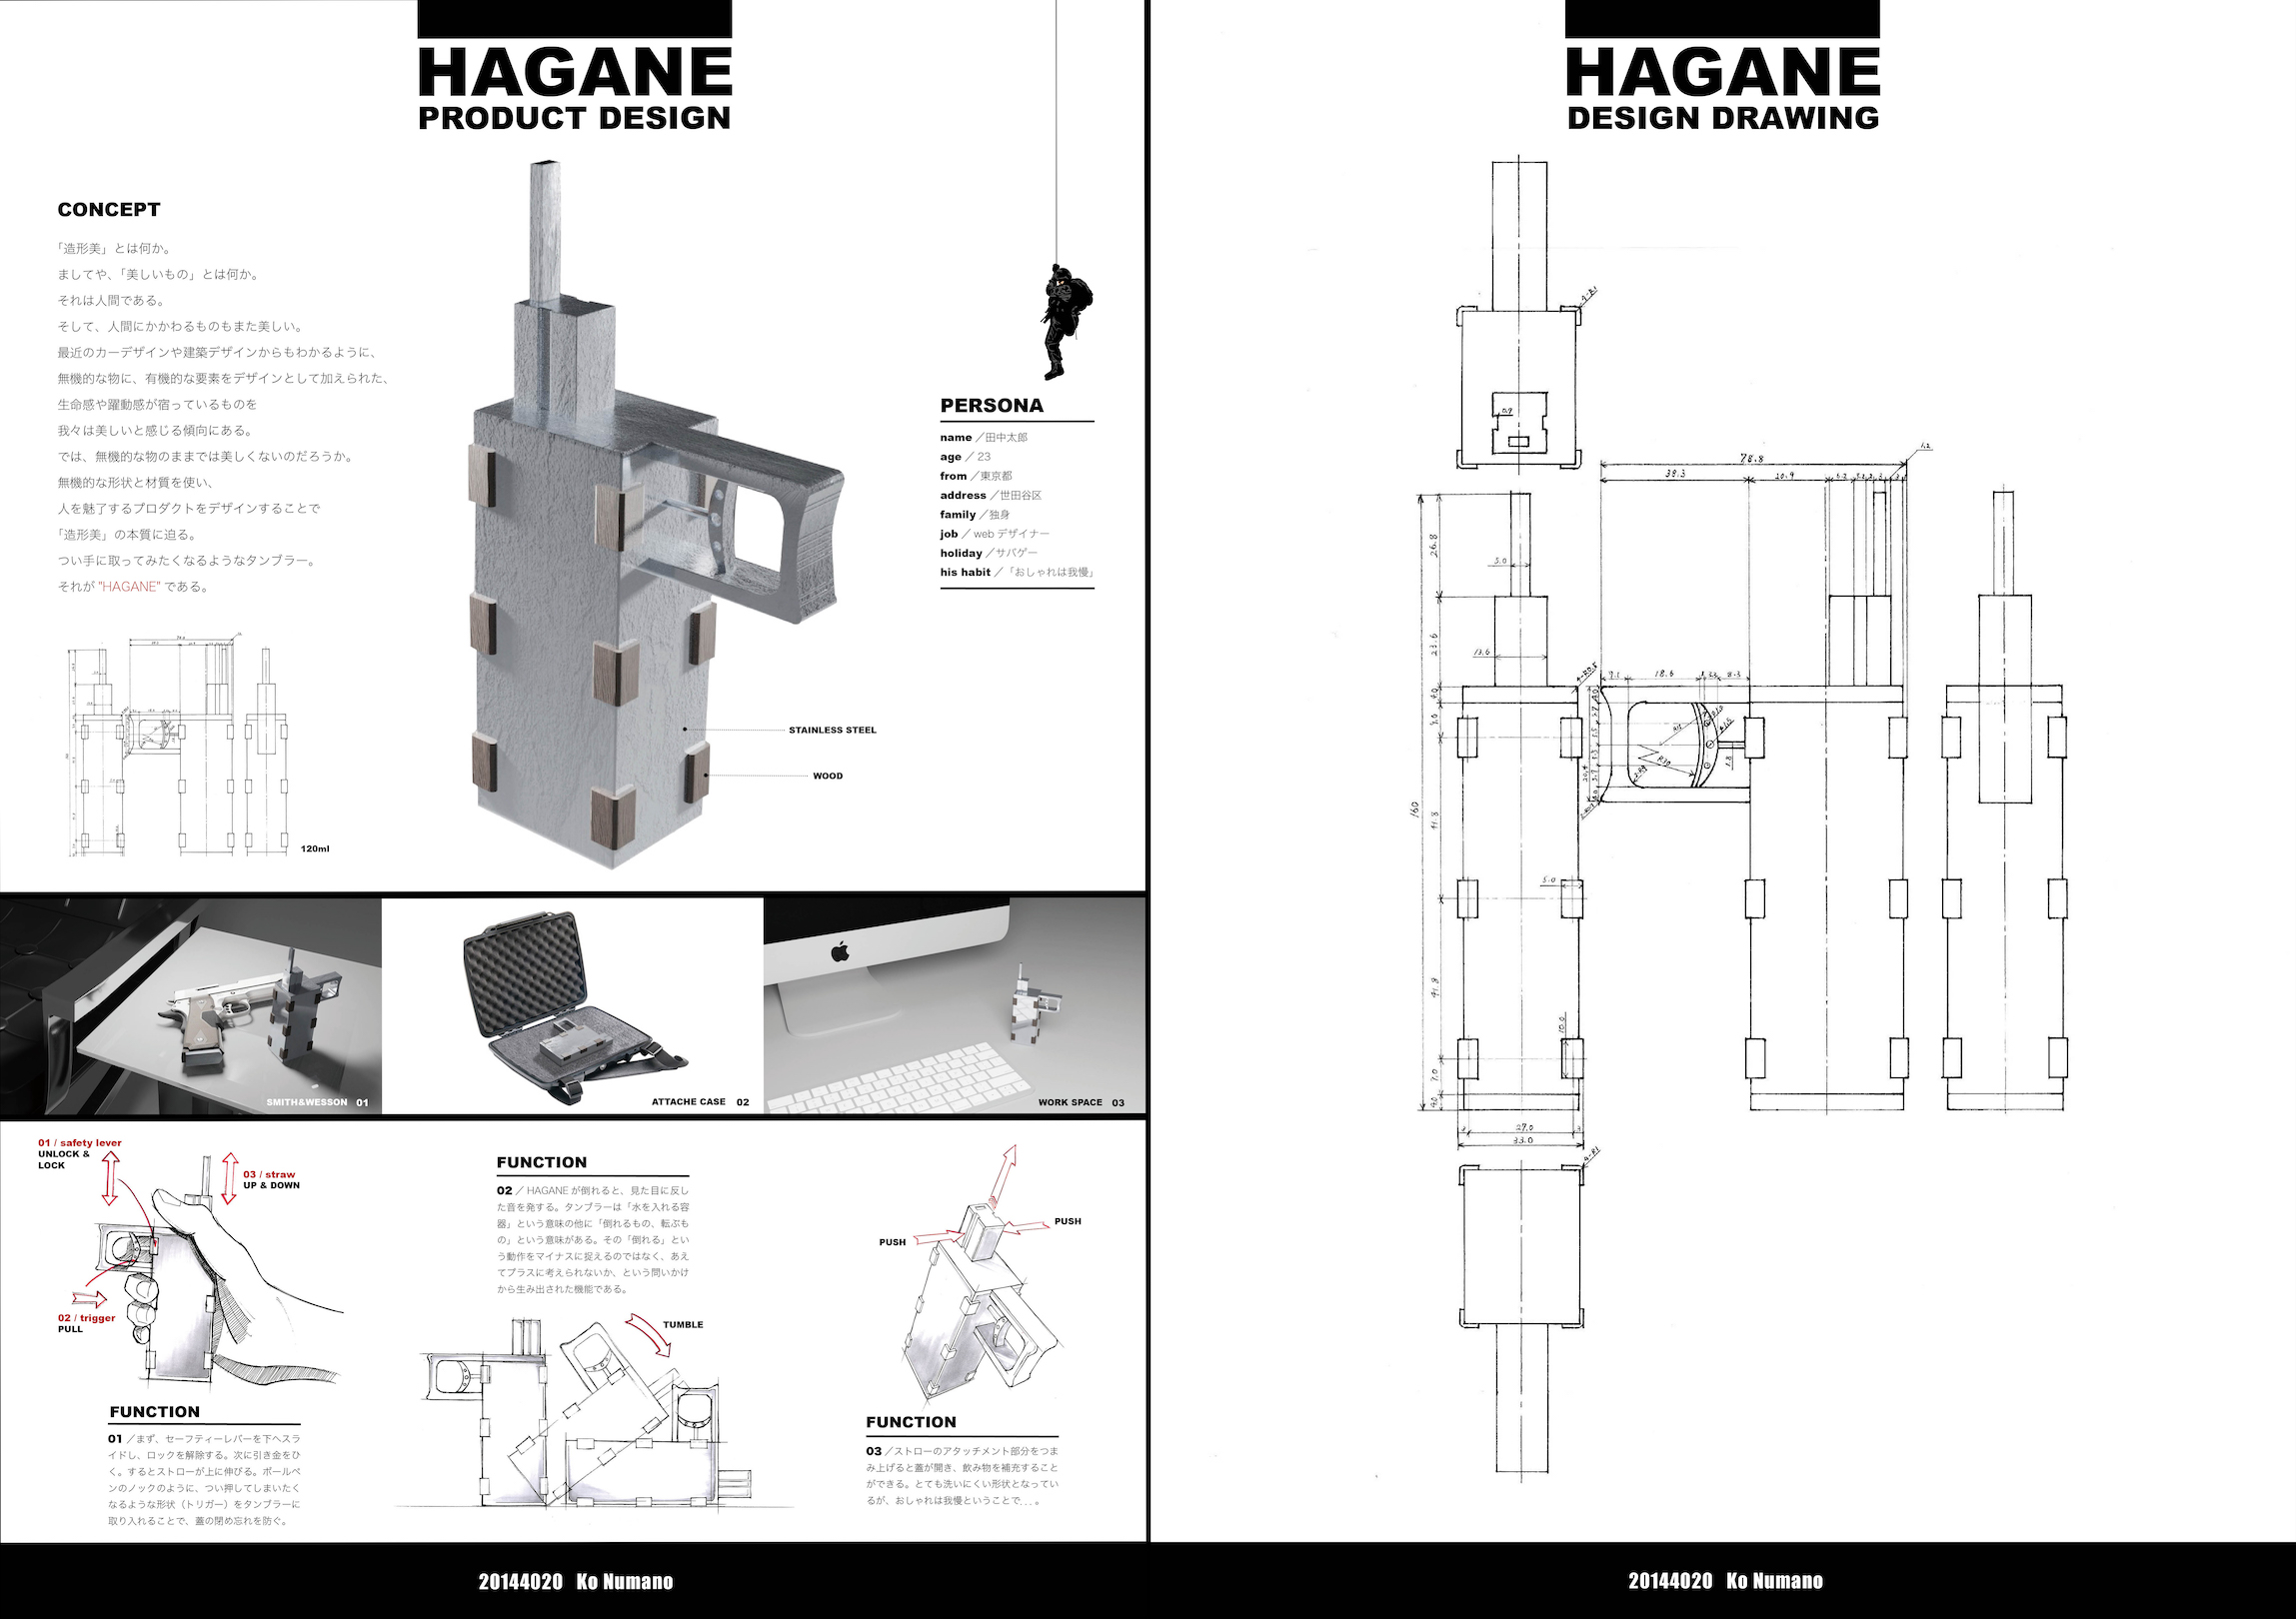 HAGANE
PRODUCT DESIGN
CONCEPT
「造形美」とは何か。
ましてや、「美しいもの」とは何か。
それは人間である。
そして、人間にかかわるものもまた美しい。
最近のカーデザインや建築デザインからもわかるように、
無機的な物に、有機的な要素をデザインとして加えられた、
生命感や躍動感が宿っているものを
我々は美しいと感じる傾向にある。
では、無機的な物のままでは美しくないのだろうか。
無機的な形状と材質を使い、
人を魅了するプロダクトをデザインすることで
「造形美」の本質に迫る。
つい手に取ってみたくなるようなタンブラー。
それが "HAGANE" である。
120ml
STAINLESS STEEL
WOOD
PERSONA
name ／田中太郎
age ／ 23
from ／東京都
address ／世田谷区
family ／独身
job ／ web デザイナー
holiday ／サバゲー
his habit ／「おしゃれは我慢」
SMITH&WESSON 01
ATTACHE CASE 02
WORK SPACE 03
01 / safety lever
UNLOCK &
LOCK
03 / straw
UP & DOWN
02 / trigger
PULL
FUNCTION
01 ／まず、セーフティーレバーを下へスラ
イドし、ロックを解除する。次に引き金をひ
く。するとストローが上に伸びる。ボールペ
ンのノックのように、つい押してしまいたく
なるような形状（トリガー）をタンブラーに
取り入れることで、蓋の閉め忘れを防ぐ。
FUNCTION
02 ／ HAGANE が倒れると、見た目に反し
た音を発する。タンブラーは「水を入れる容
器」という意味の他に「倒れるもの、転ぶも
の」という意味がある。その「倒れる」とい
う動作をマイナスに捉えるのではなく、あえ
てプラスに考えられないか、という問いかけ
から生み出された機能である。
TUMBLE
PUSH
PUSH
FUNCTION
03 ／ストローのアタッチメント部分をつま
み上げると蓋が開き、飲み物を補充すること
ができる。とても洗いにくい形状となってい
るが、おしゃれは我慢ということで...。
20144020 Ko Numano
HAGANE
DESIGN DRAWING
4-R1
0.9
78.8
1.2
38.3
20.9
26.8
5.0
23.6
13.6
18.6
8.3
R30
160
41.8
5.0
41.8
10.0
7.0
4.0
27.0
33.0
4-R1
20144020 Ko Numano